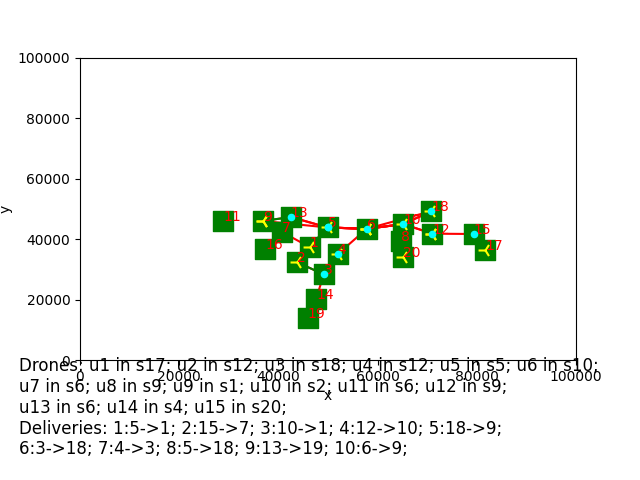 100000
80000
60000
40000
20000
0
y
0 20000 40000 60000 80000 100000
x
11
3
18
12
15
17
16
20
14
19
Drones: u1 in s17; u2 in s12; u3 in s18; u4 in s12; u5 in s5; u6 in s10;
u7 in s6; u8 in s9; u9 in s1; u10 in s2; u11 in s6; u12 in s9;
u13 in s6; u14 in s4; u15 in s20;
Deliveries: 1:5->1; 2:15->7; 3:10->1; 4:12->10; 5:18->9;
6:3->18; 7:4->3; 8:5->18; 9:13->19; 10:6->9;